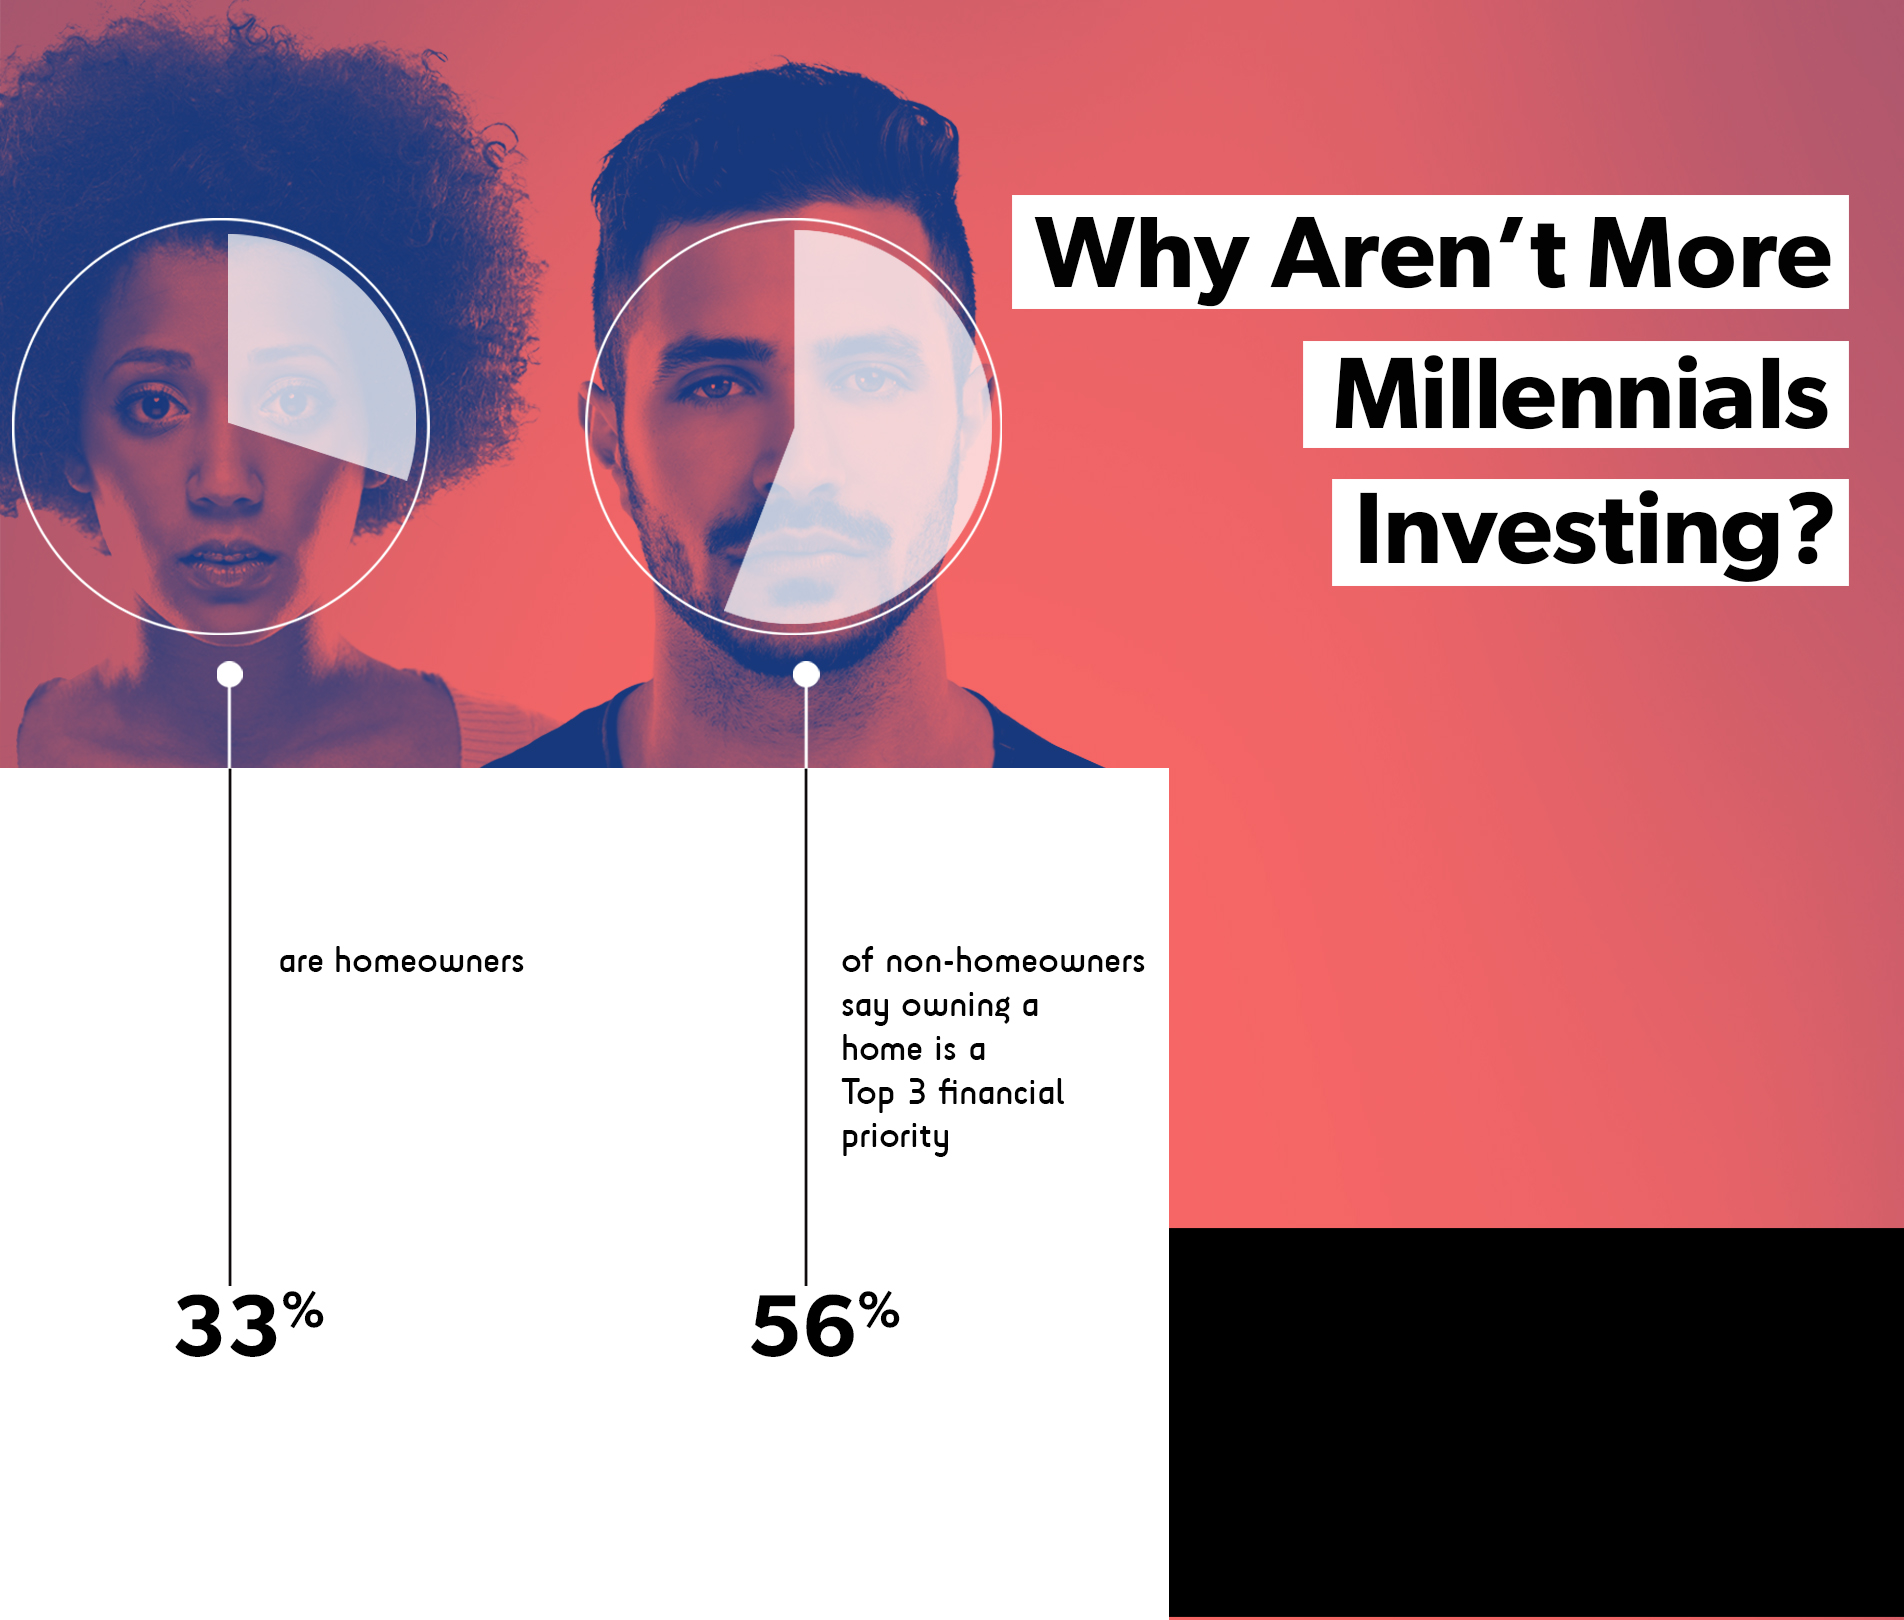 Why Aren’t More
Millennials
Investing?
are homeowners
33%
of non-homeowners
say owning a
home is a
Top 3 financial
priority
56%